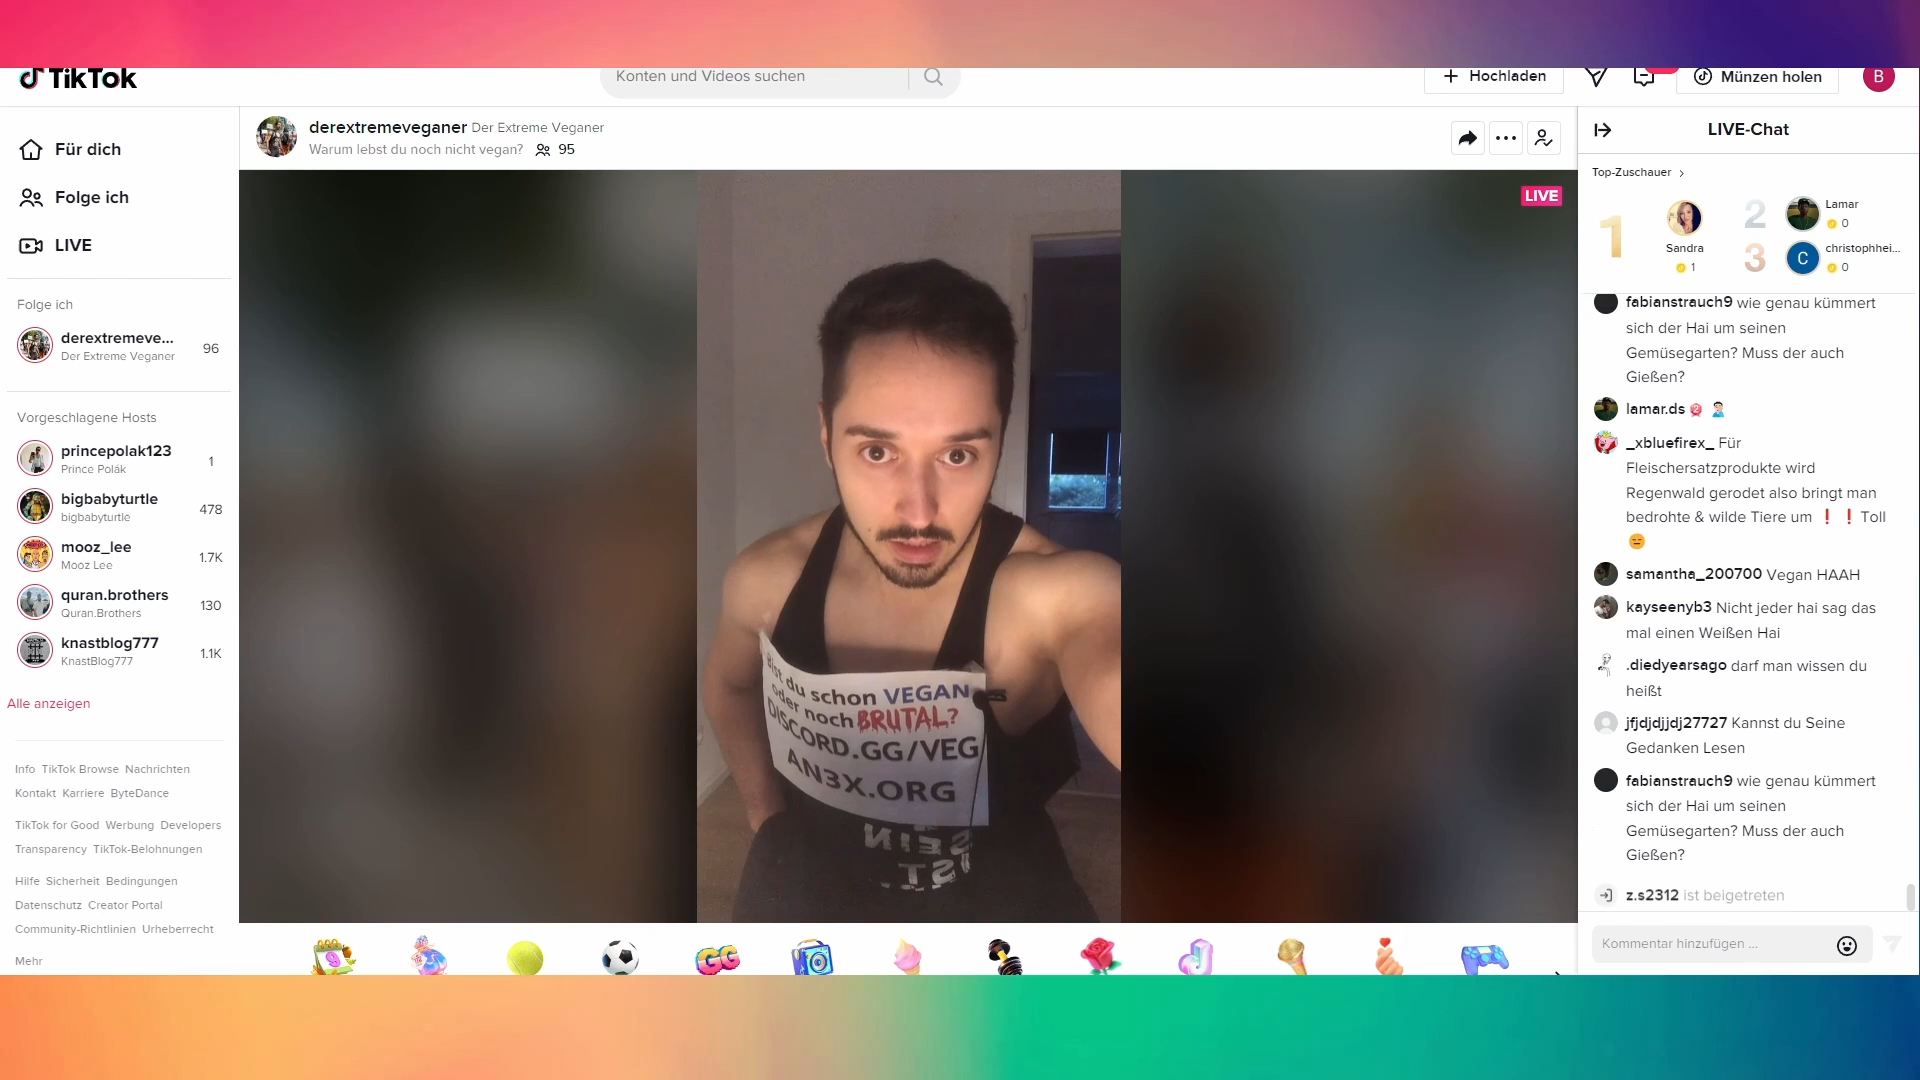 TikTok
Konten und Videos suchen
Hochladen
Münzen holen
B
Für dich
Folge ich
LIVE
Folge ich
derextremeve...
Der Extreme Veganer
96
Vorgeschlagene Hosts
princepolak123
Prince Polák
1
bigbabyturtle
bigbabyturtle
478
mooz_lee
Mooz Lee
1.7K
quran.brothers
Quran.Brothers
130
knastblog777
KnastBlog777
1.1K
Alle anzeigen
Info TikTok Browse Nachrichten
Kontakt Karriere ByteDance
TikTok for Good Werbung Developers
Transparency TikTok-Belohnungen
Hilfe Sicherheit Bedingungen
Datenschutz Creator Portal
Community-Richtlinien Urheberrecht
Mehr
derextremeveganer Der Extreme Veganer
Warum lebst du noch nicht vegan? 95
LIVE
Bist du schon VEGAN
oder noch BRUTAL?
DISCORD.GG/VEG
AN3X.ORG
SEIN
IST
9
GG
LIVE-Chat
Top-Zuschauer
1
Sandra
1
2
Lamar
0
3
C
christophhei...
0
fabianstrauch9 wie genau kümmert
sich der Hai um seinen
Gemüsegarten? Muss der auch
Gießen?
lamar.ds
_xbluefirex_ Für
Fleischersatzprodukte wird
Regenwald gerodet also bringt man
bedrohte & wilde Tiere um ❗ ❗ Toll
😑
samantha_200700 Vegan HAAH
kayseenyb3 Nicht jeder hai sag das
mal einen Weißen Hai
.diedyearsago darf man wissen du
heißt
jfjdjdjjdj27727 Kannst du Seine
Gedanken Lesen
fabianstrauch9 wie genau kümmert
sich der Hai um seinen
Gemüsegarten? Muss der auch
Gießen?
z.s2312 ist beigetreten
Kommentar hinzufügen ...